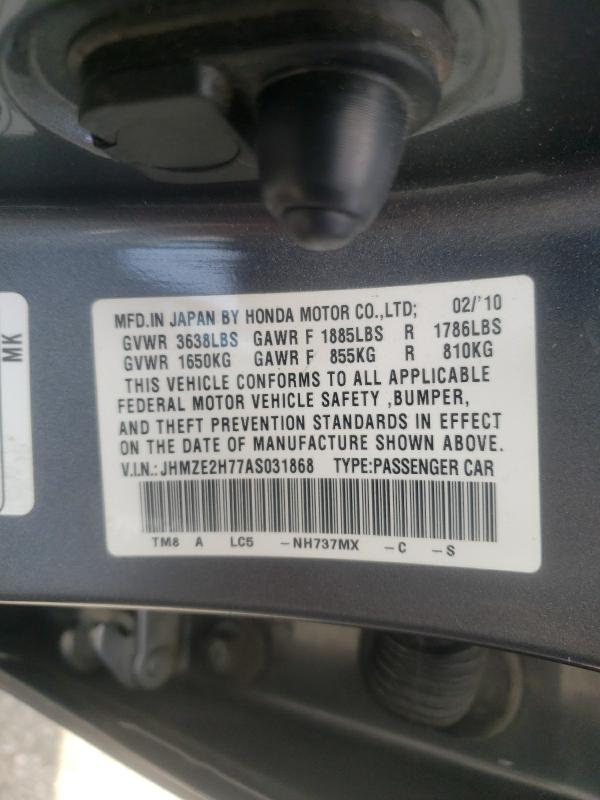 MFD.IN JAPAN BY HONDA MOTOR CO.,LTD; 02/'10
GVWR 3638LBS GAWR F 1885LBS R 1786LBS
GVWR 1650KG GAWR F 855KG R 810KG
THIS VEHICLE CONFORMS TO ALL APPLICABLE
FEDERAL MOTOR VEHICLE SAFETY ,BUMPER,
AND THEFT PREVENTION STANDARDS IN EFFECT
ON THE DATE OF MANUFACTURE SHOWN ABOVE.
V.I.N.: JHMZE2H77AS031868 TYPE:PASSENGER CAR
TM8 A LC5 -NH737MX -C -S
MK